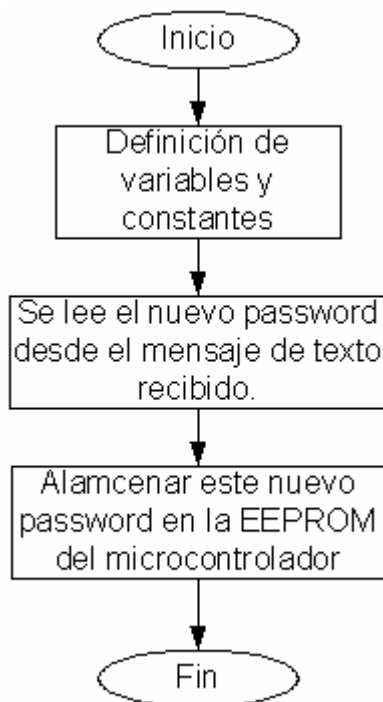 Inicio
Definición de
variables y
constantes
Se lee el nuevo password
desde el mensaje de texto
recibido.
Alamcenar este nuevo
password en la EEPROM
del microcontrolador
Fin